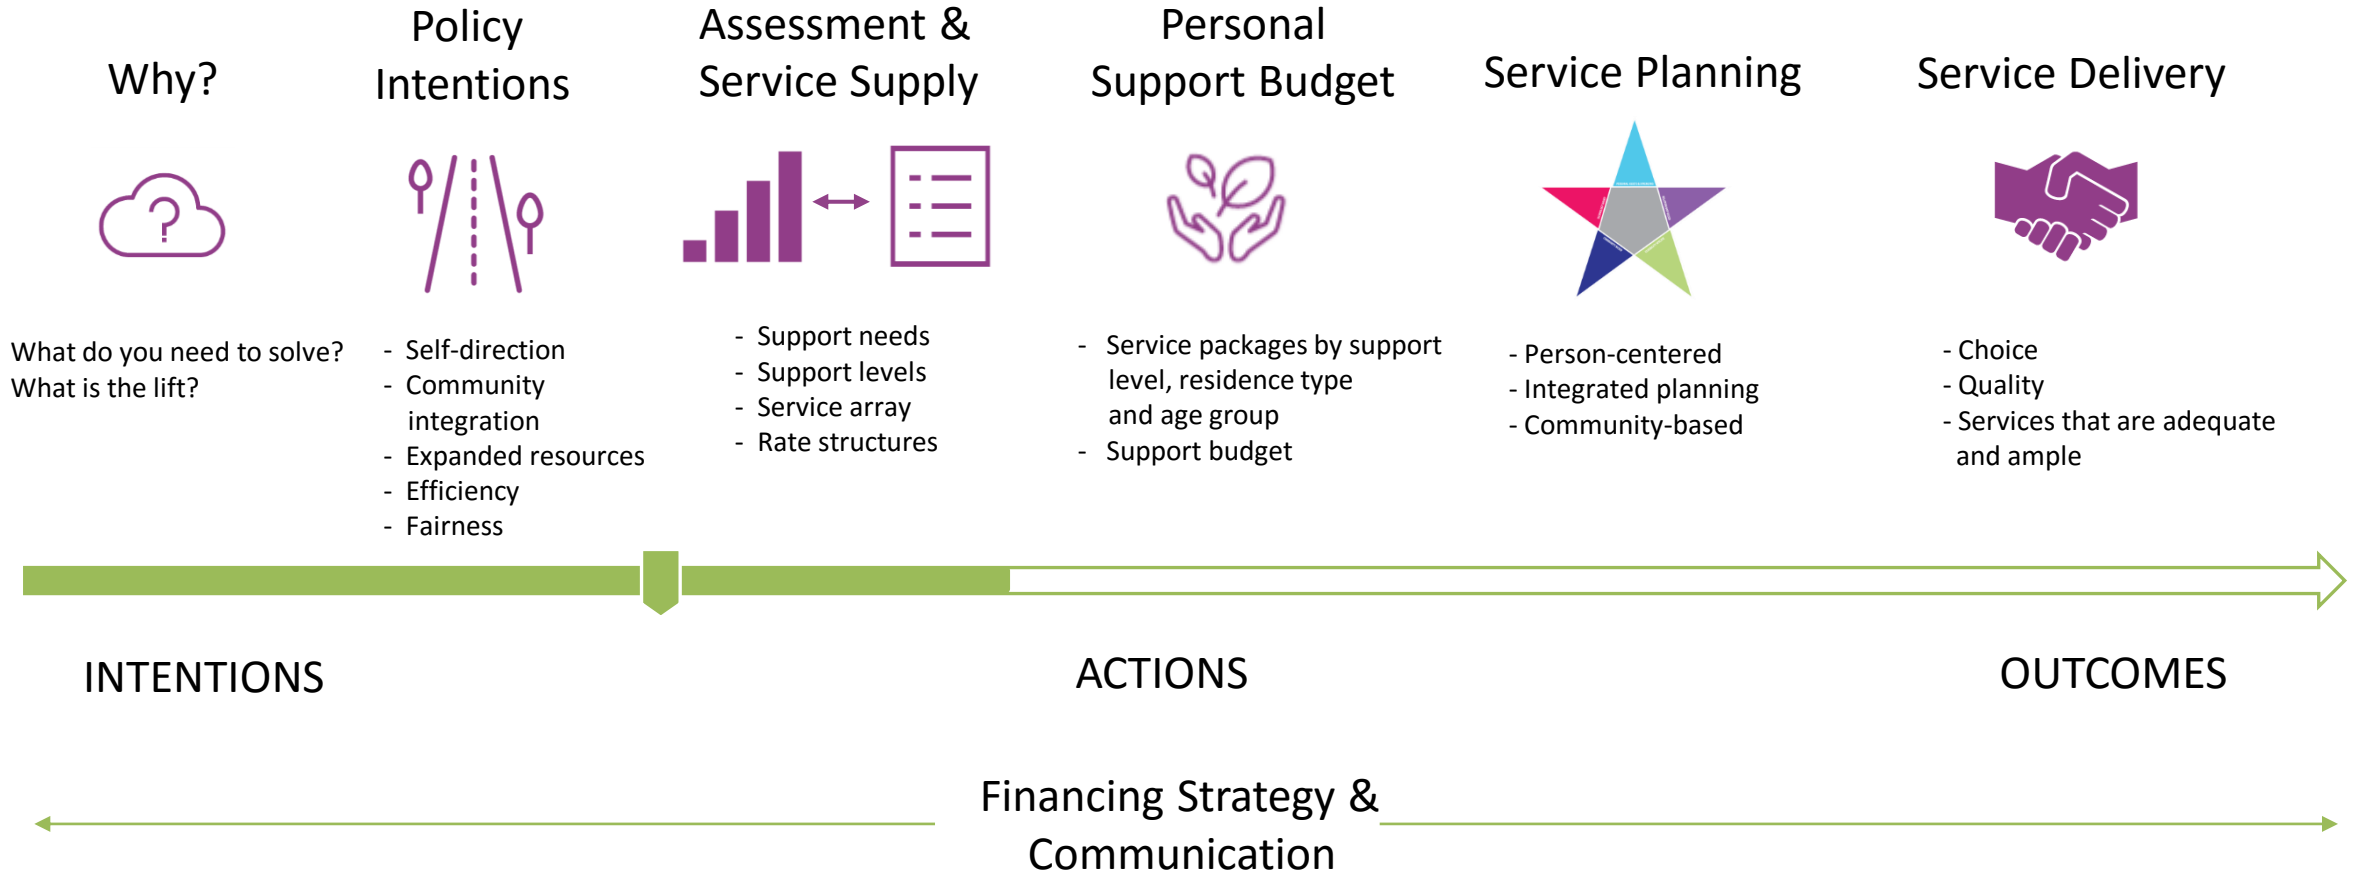 Why?
Policy
Intentions
Assessment &
Service Supply
Personal
Support Budget
Service Planning
Service Delivery
?
What do you need to solve?
What is the lift?
- Self-direction
- Community
integration
- Expanded resources
- Efficiency
- Fairness
- Support needs
- Support levels
- Service array
- Rate structures
- Service packages by support
level, residence type
and age group
- Support budget
- Person-centered
- Integrated planning
- Community-based
- Choice
- Quality
- Services that are adequate
and ample
INTENTIONS
ACTIONS
OUTCOMES
Financing Strategy &
Communication